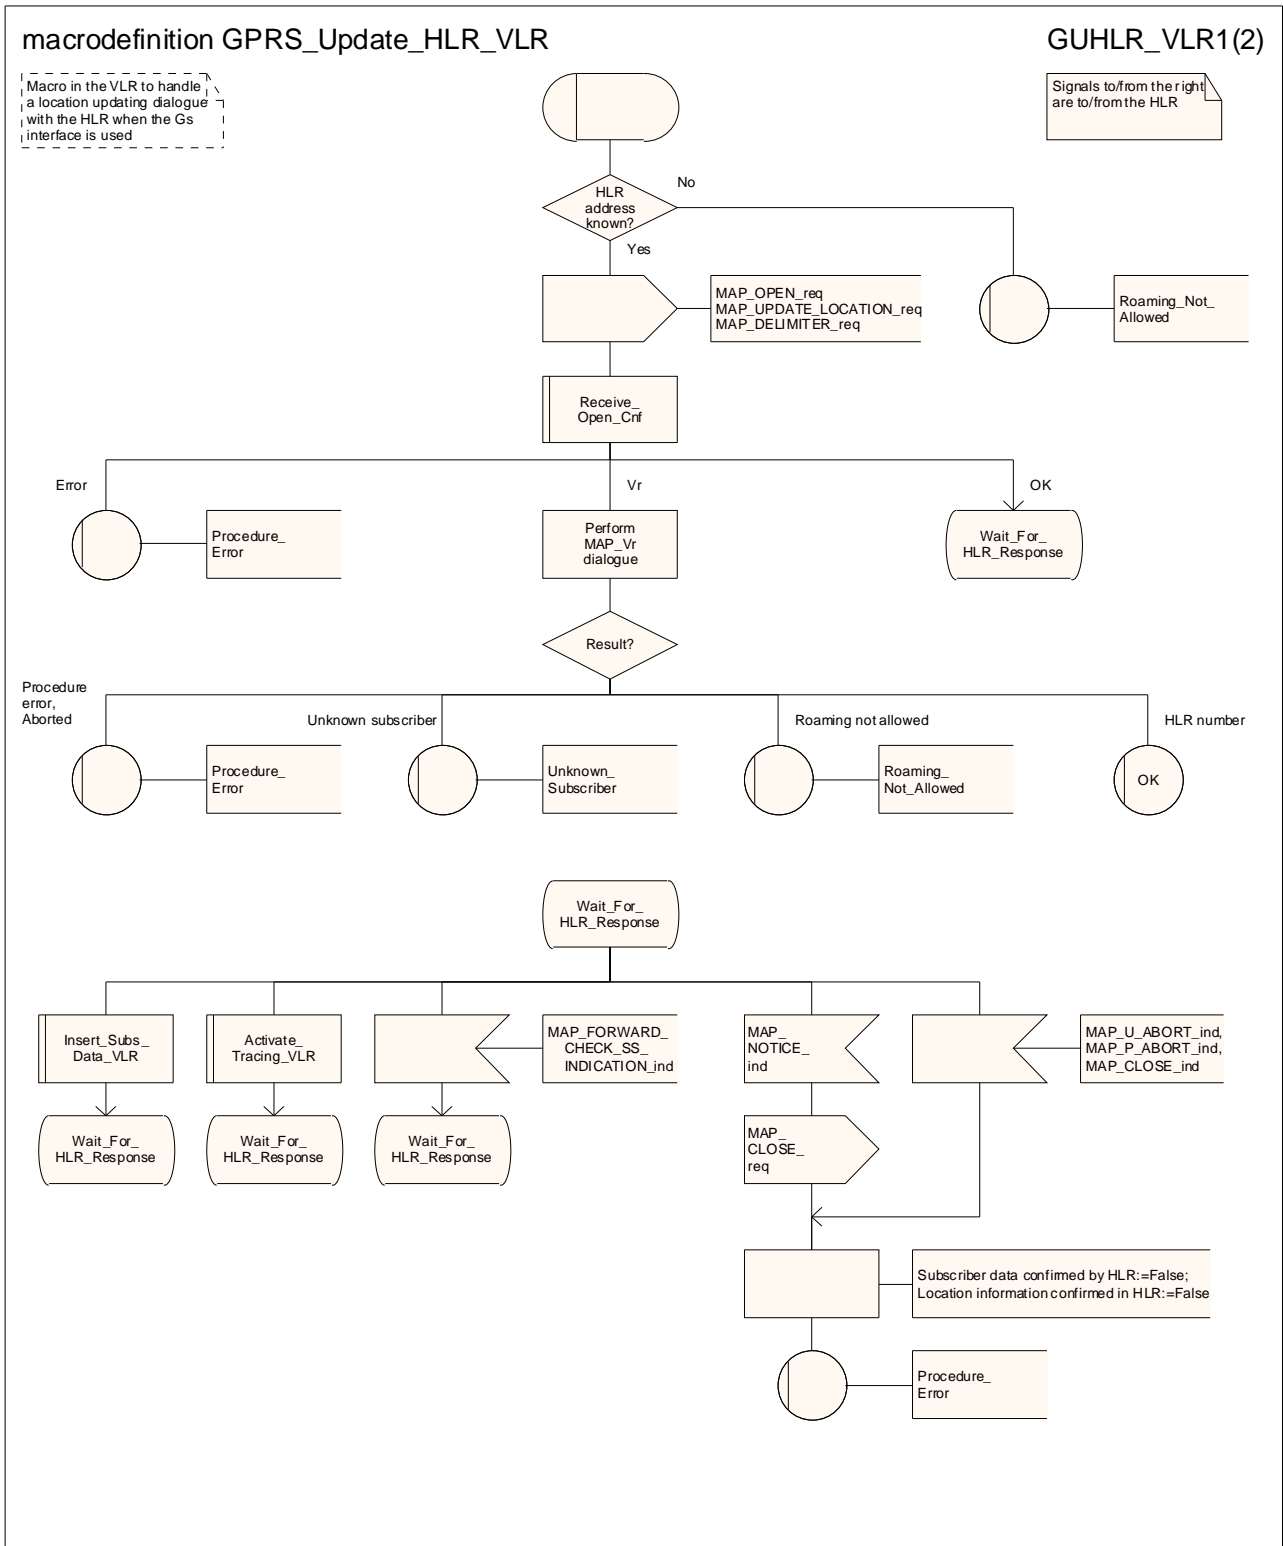 macrodefinition GPRS_Update_HLR_VLR
GUHLR_VLR1(2)
Macro in the VLR to handle
a location updating dialogue
with the HLR when the Gs
interface is used
Signals to/from the right
are to/from the HLR
HLR
address
known?
No
Yes
MAP_OPEN_req
MAP_UPDATE_LOCATION_req
MAP_DELIMITER_req
Roaming_Not_
Allowed
Receive_
Open_Cnf
Error
Vr
OK
Procedure_
Error
Perform
MAP_Vr
dialogue
Wait_For_
HLR_Response
Result?
Procedure
error,
Aborted
Unknown subscriber
Roaming not allowed
HLR number
Procedure_
Error
Unknown_
Subscriber
Roaming_
Not_Allowed
OK
Wait_For_
HLR_Response
Insert_Subs_
Data_VLR
Activate_
Tracing_VLR
MAP_FORWARD_
CHECK_SS_
INDICATION_ind
MAP_
NOTICE_
ind
MAP_U_ABORT_ind,
MAP_P_ABORT_ind,
MAP_CLOSE_ind
Wait_For_
HLR_Response
Wait_For_
HLR_Response
Wait_For_
HLR_Response
MAP_
CLOSE_
req
Subscriber data confirmed by HLR:=False;
Location information confirmed in HLR:=False
Procedure_
Error